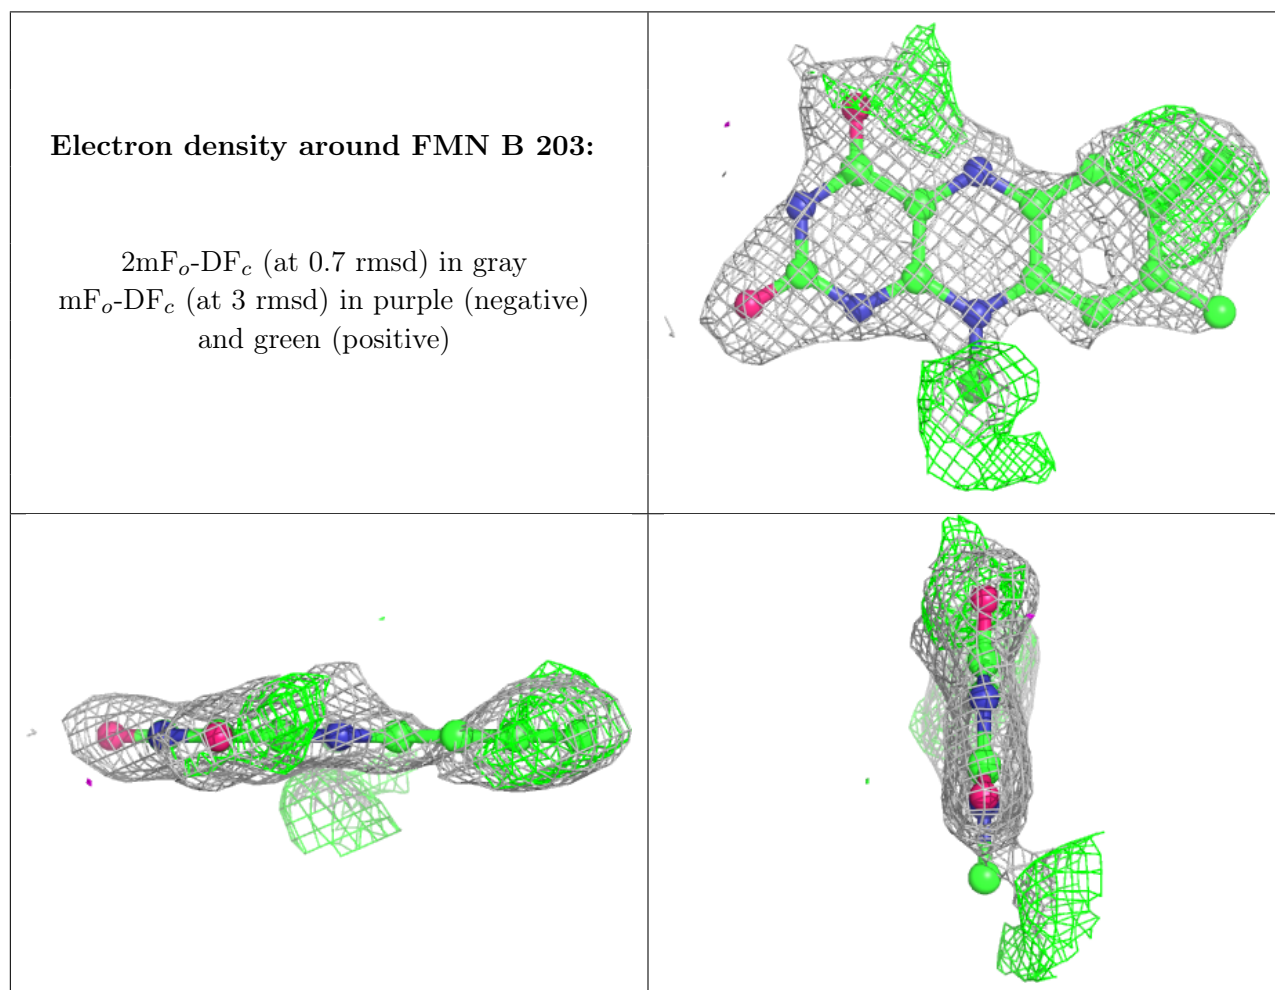 Electron density around FMN B 203:
2mFo-DFc (at 0.7 rmsd) in gray
mFo-DFc (at 3 rmsd) in purple (negative)
and green (positive)